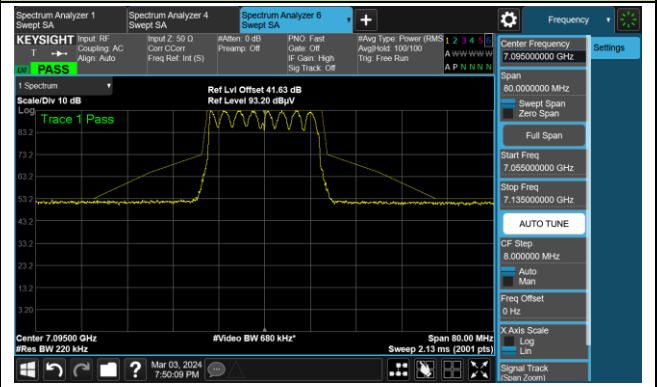 Spectrum Analyzer 1
Swept SA
Spectrum Analyzer 4
Swept SA
Spectrum Analyzer 6
Swept SA
Frequency
KEYSIGHT
Input: RF
Coupling: AC
Align: Auto
Input Z: 50 Ω
Corr CCorr
Freq Ref: Int (S)
#Atten: 0 dB
Preamp: Off
PNO: Fast
Gate: Off
IF Gain: High
Sig Track: Off
#Avg Type: Power (RMS
Avg|Hold: 100/100
Trig: Free Run
1 2 3 4 5 6
A W W W W W
A P N N N N
T
PASS
1 Spectrum
Scale/Div 10 dB
Ref Lvl Offset 41.63 dB
Ref Level 93.20 dBµV
Log
Trace 1 Pass
83.2
73.2
63.2
53.2
43.2
33.2
23.2
13.2
3.20
Center 7.09500 GHz
#Res BW 220 kHz
#Video BW 680 kHz*
Span 80.00 MHz
Sweep 2.13 ms (2001 pts)
Mar 03, 2024
7:50:09 PM
Center Frequency
7.095000000 GHz
Settings
Span
80.0000000 MHz
Swept Span
Zero Span
Full Span
Start Freq
7.055000000 GHz
Stop Freq
7.135000000 GHz
AUTO TUNE
CF Step
8.000000 MHz
Auto
Man
Freq Offset
0 Hz
X Axis Scale
Log
Lin
Signal Track
(Span Zoom)